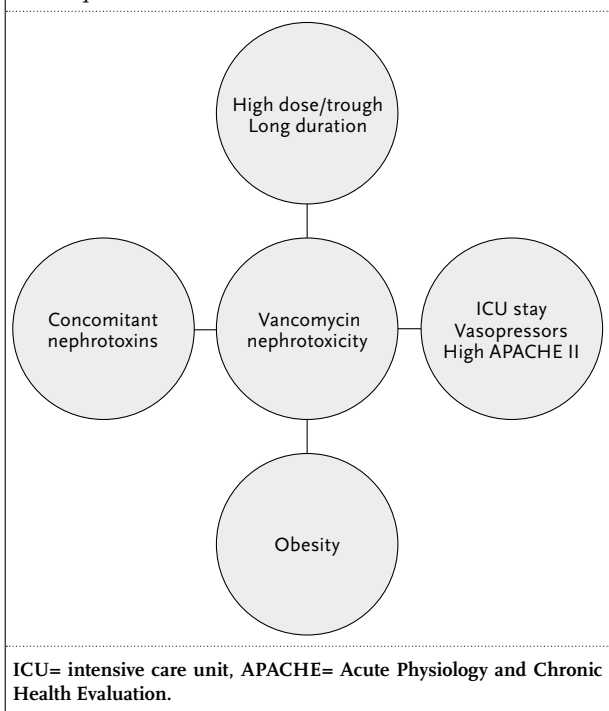 High dose/trough
Long duration
Concomitant
nephrotoxins
Vancomycin
nephrotoxicity
ICU stay
Vasopressors
High APACHE II
Obesity
ICU= intensive care unit, APACHE= Acute Physiology and Chronic
Health Evaluation.